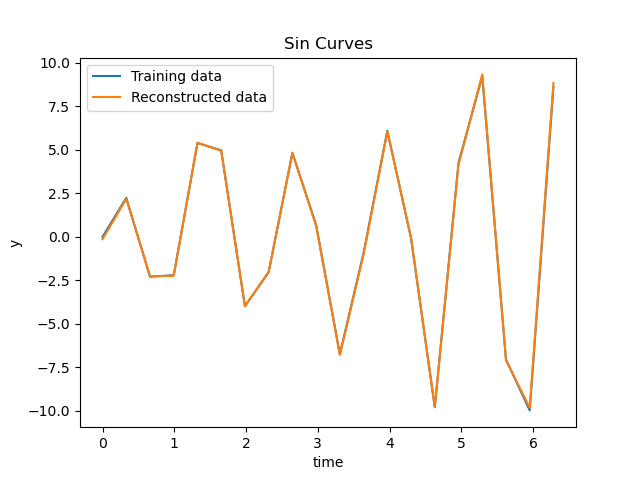 Sin Curves
Training data
Reconstructed data
10.0
7.5
5.0
2.5
0.0
−2.5
−5.0
−7.5
−10.0
y
0 1 2 3 4 5 6
time